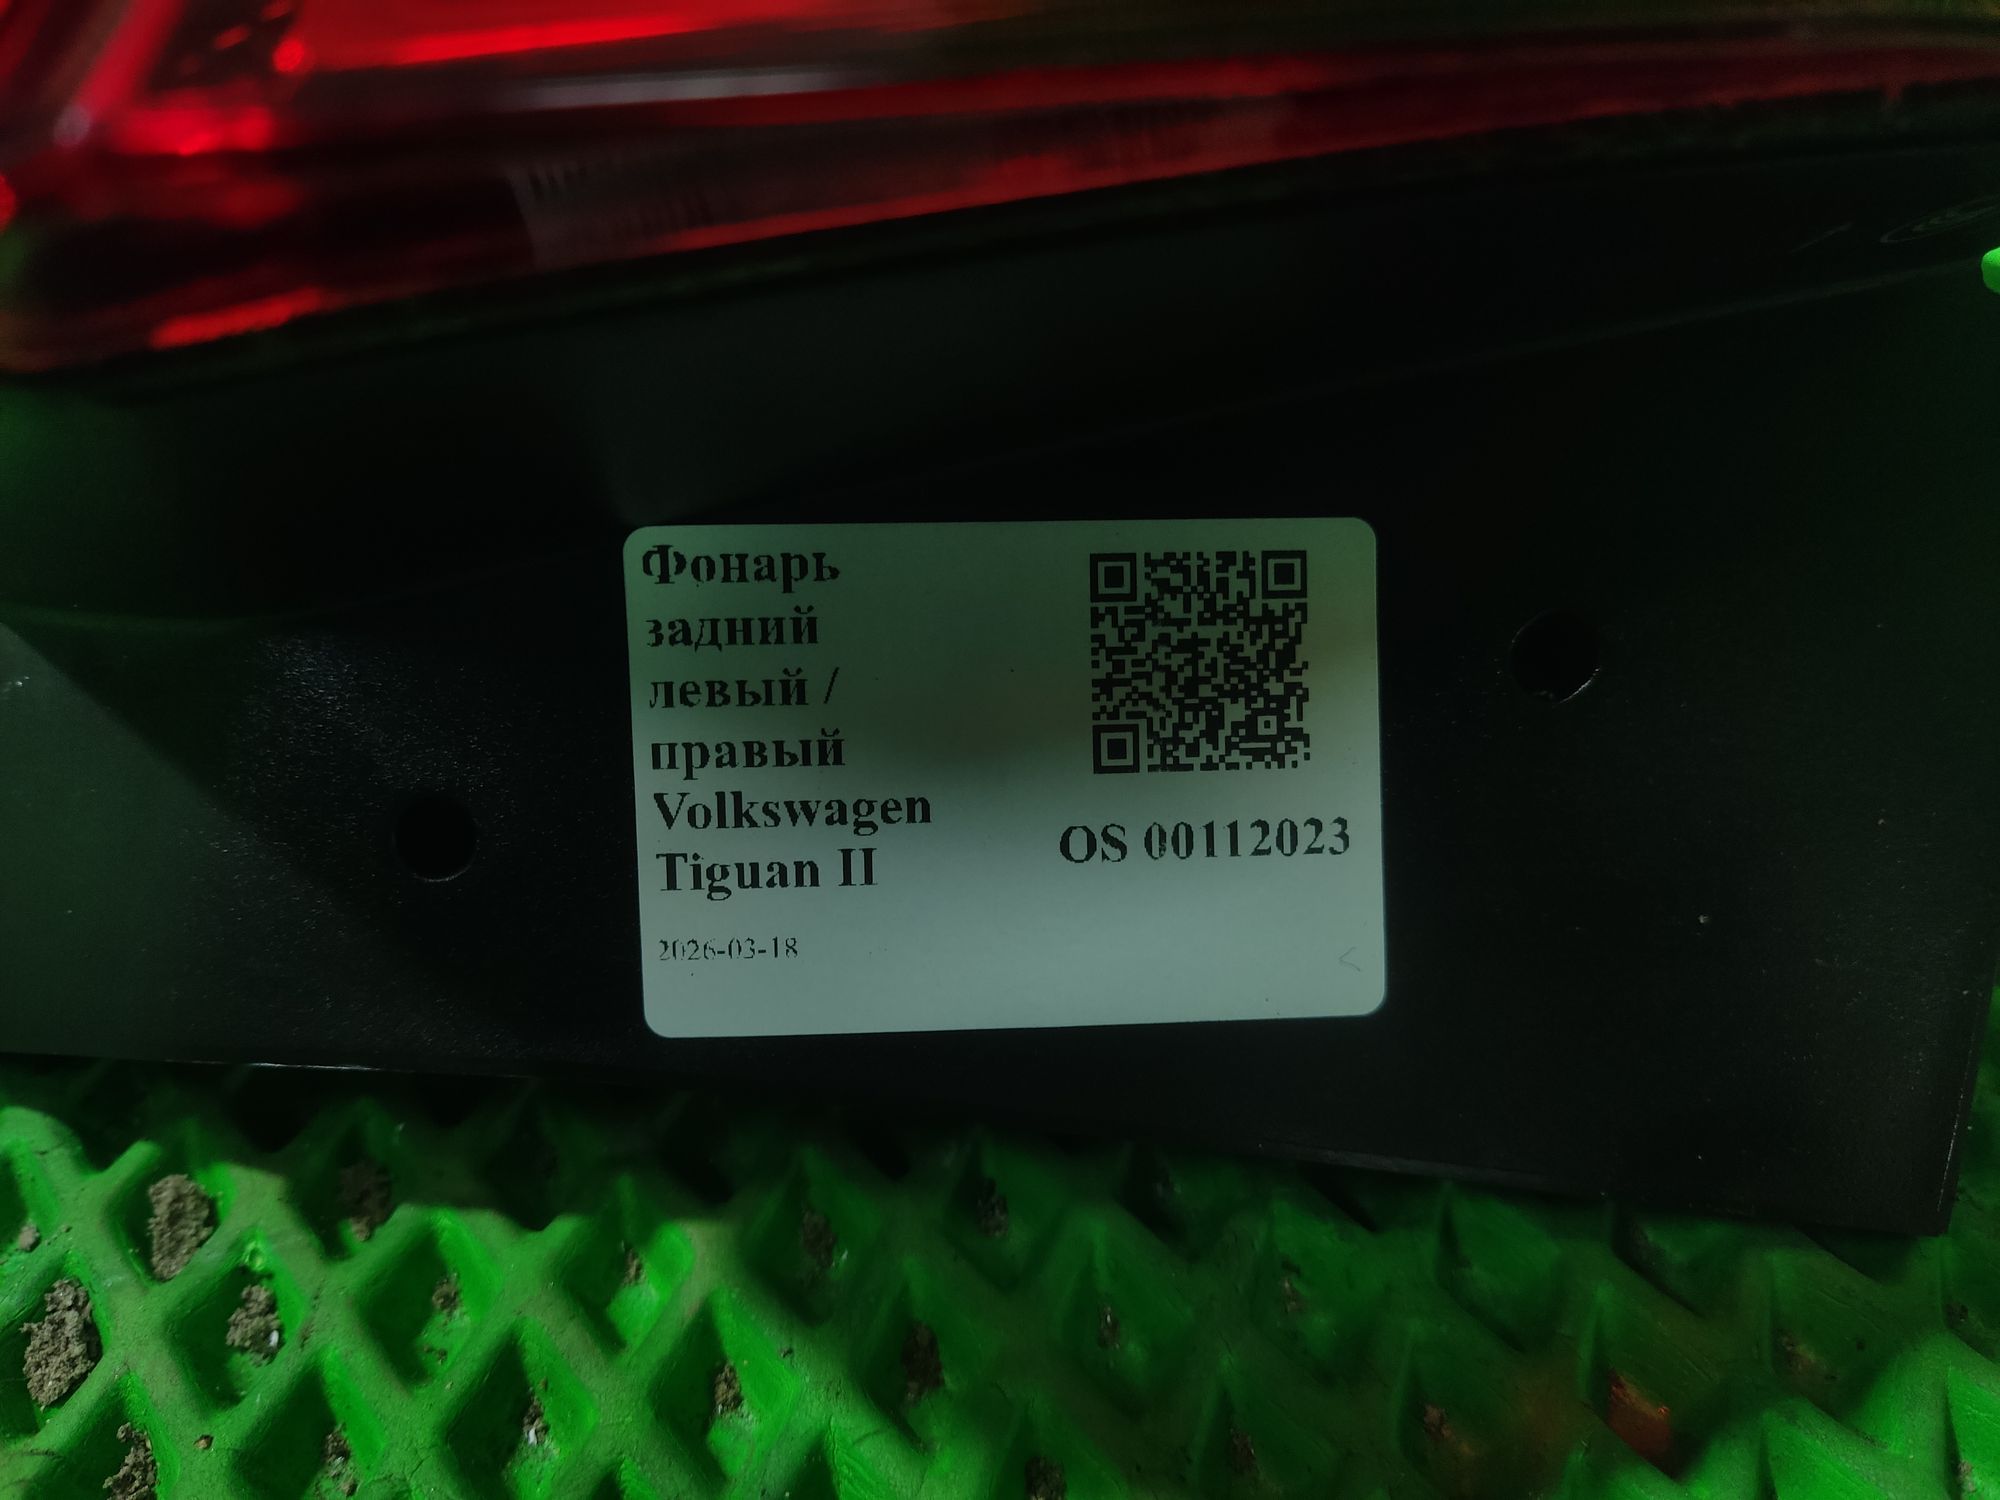 Фонарь
задний
левый /
правый
Volkswagen
Tiguan II
OS 00112023
2026-03-18